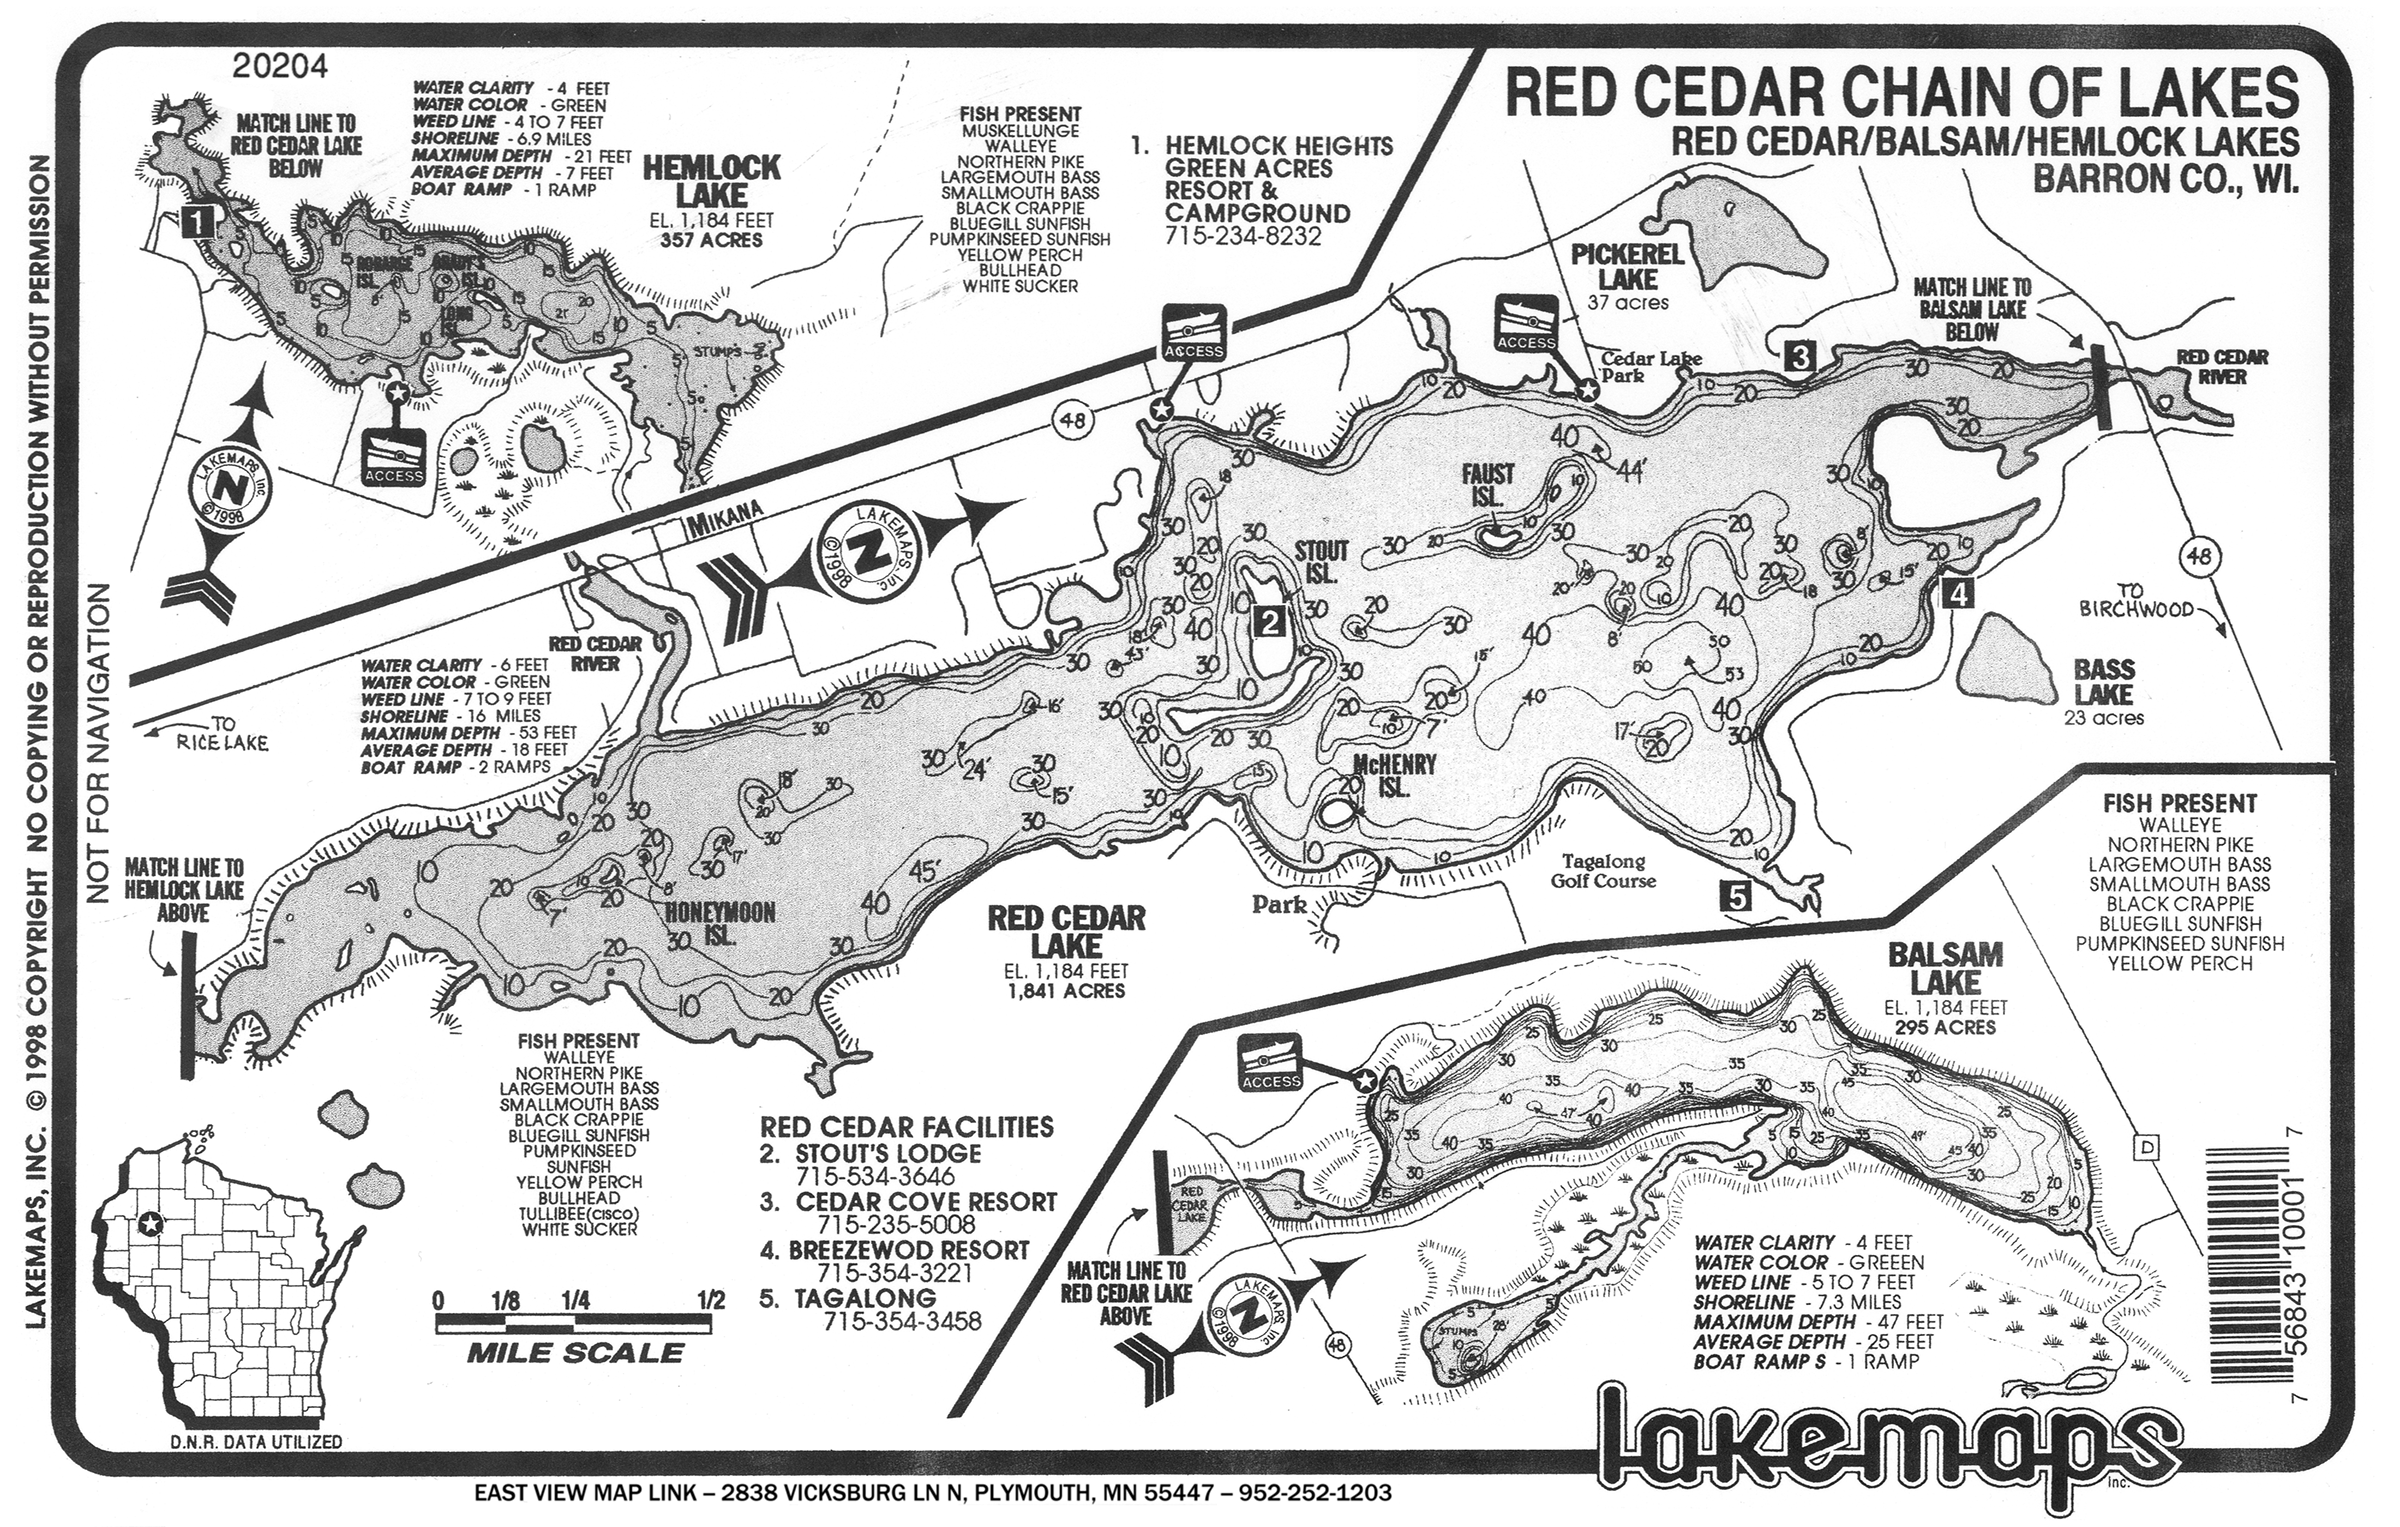 RED CEDAR CHAIN OF LAKES
RED CEDAR/BALSAM/HEMLOCK LAKES
BARRON CO., WI.
20204
MATCH LINE TO
RED CEDAR LAKE
BELOW
WATER CLARITY - 4 FEET
WATER COLOR - GREEN
WEED LINE - 4 TO 7 FEET
SHORELINE - 6.9 MILES
MAXIMUM DEPTH - 21 FEET
AVERAGE DEPTH - 7 FEET
BOAT RAMP - 1 RAMP
HEMLOCK
LAKE
EL. 1,184 FEET
357 ACRES
FISH PRESENT
MUSKELLUNGE
WALLEYE
NORTHERN PIKE
LARGEMOUTH BASS
SMALLMOUTH BASS
BLACK CRAPPIE
BLUEGILL SUNFISH
PUMPKINSEED SUNFISH
YELLOW PERCH
BULLHEAD
WHITE SUCKER
1. HEMLOCK HEIGHTS
GREEN ACRES
RESORT &
CAMPGROUND
715-234-8232
1
LONG
ISL.
STUMPS
ACCESS
LAKEMAPS, Inc.
N
©1998
PICKEREL
LAKE
37 acres
ACCESS
ACCESS
Cedar Lake
Park
3
MATCH LINE TO
BALSAM LAKE
BELOW
RED CEDAR
RIVER
48
MIKANA
LAKEMAPS, Inc.
N
©1998
FAUST
ISL.
44'
STOUT
ISL.
2
4
48
TO
BIRCHWOOD
BASS
LAKE
23 acres
RED CEDAR
RIVER
TO
RICE LAKE
WATER CLARITY - 6 FEET
WATER COLOR - GREEN
WEED LINE - 7 TO 9 FEET
SHORELINE - 16 MILES
MAXIMUM DEPTH - 53 FEET
AVERAGE DEPTH - 18 FEET
BOAT RAMP - 2 RAMPS
McHENRY
ISL.
MATCH LINE TO
HEMLOCK LAKE
ABOVE
HONEYMOON
ISL.
45'
RED CEDAR
LAKE
EL. 1,184 FEET
1,841 ACRES
Park
Tagalong
Golf Course
5
FISH PRESENT
WALLEYE
NORTHERN PIKE
LARGEMOUTH BASS
SMALLMOUTH BASS
BLACK CRAPPIE
BLUEGILL SUNFISH
PUMPKINSEED SUNFISH
YELLOW PERCH
BALSAM
LAKE
EL. 1,184 FEET
295 ACRES
ACCESS
D
FISH PRESENT
WALLEYE
NORTHERN PIKE
LARGEMOUTH BASS
SMALLMOUTH BASS
BLACK CRAPPIE
BLUEGILL SUNFISH
PUMPKINSEED
SUNFISH
YELLOW PERCH
BULLHEAD
TULLIBEE(CISCO)
WHITE SUCKER
RED CEDAR FACILITIES
2. STOUT'S LODGE
715-534-3646
3. CEDAR COVE RESORT
715-235-5008
4. BREEZEWOD RESORT
715-354-3221
5. TAGALONG
715-354-3458
0 1/8 1/4 1/2
MILE SCALE
D.N.R. DATA UTILIZED
RED
CEDAR
LAKE
MATCH LINE TO
RED CEDAR LAKE
ABOVE
LAKEMAPS, Inc
N
©1998
48
STUMPS
WATER CLARITY - 4 FEET
WATER COLOR - GREEEN
WEED LINE - 5 TO 7 FEET
SHORELINE - 7.3 MILES
MAXIMUM DEPTH - 47 FEET
AVERAGE DEPTH - 25 FEET
BOAT RAMP S - 1 RAMP
7 56843 10001 7
lakemaps
Inc.
LAKEMAPS, INC. © 1998 COPYRIGHT NO COPYING OR REPRODUCTION WITHOUT PERMISSION
NOT FOR NAVIGATION
EAST VIEW MAP LINK – 2838 VICKSBURG LN N, PLYMOUTH, MN 55447 – 952-252-1203